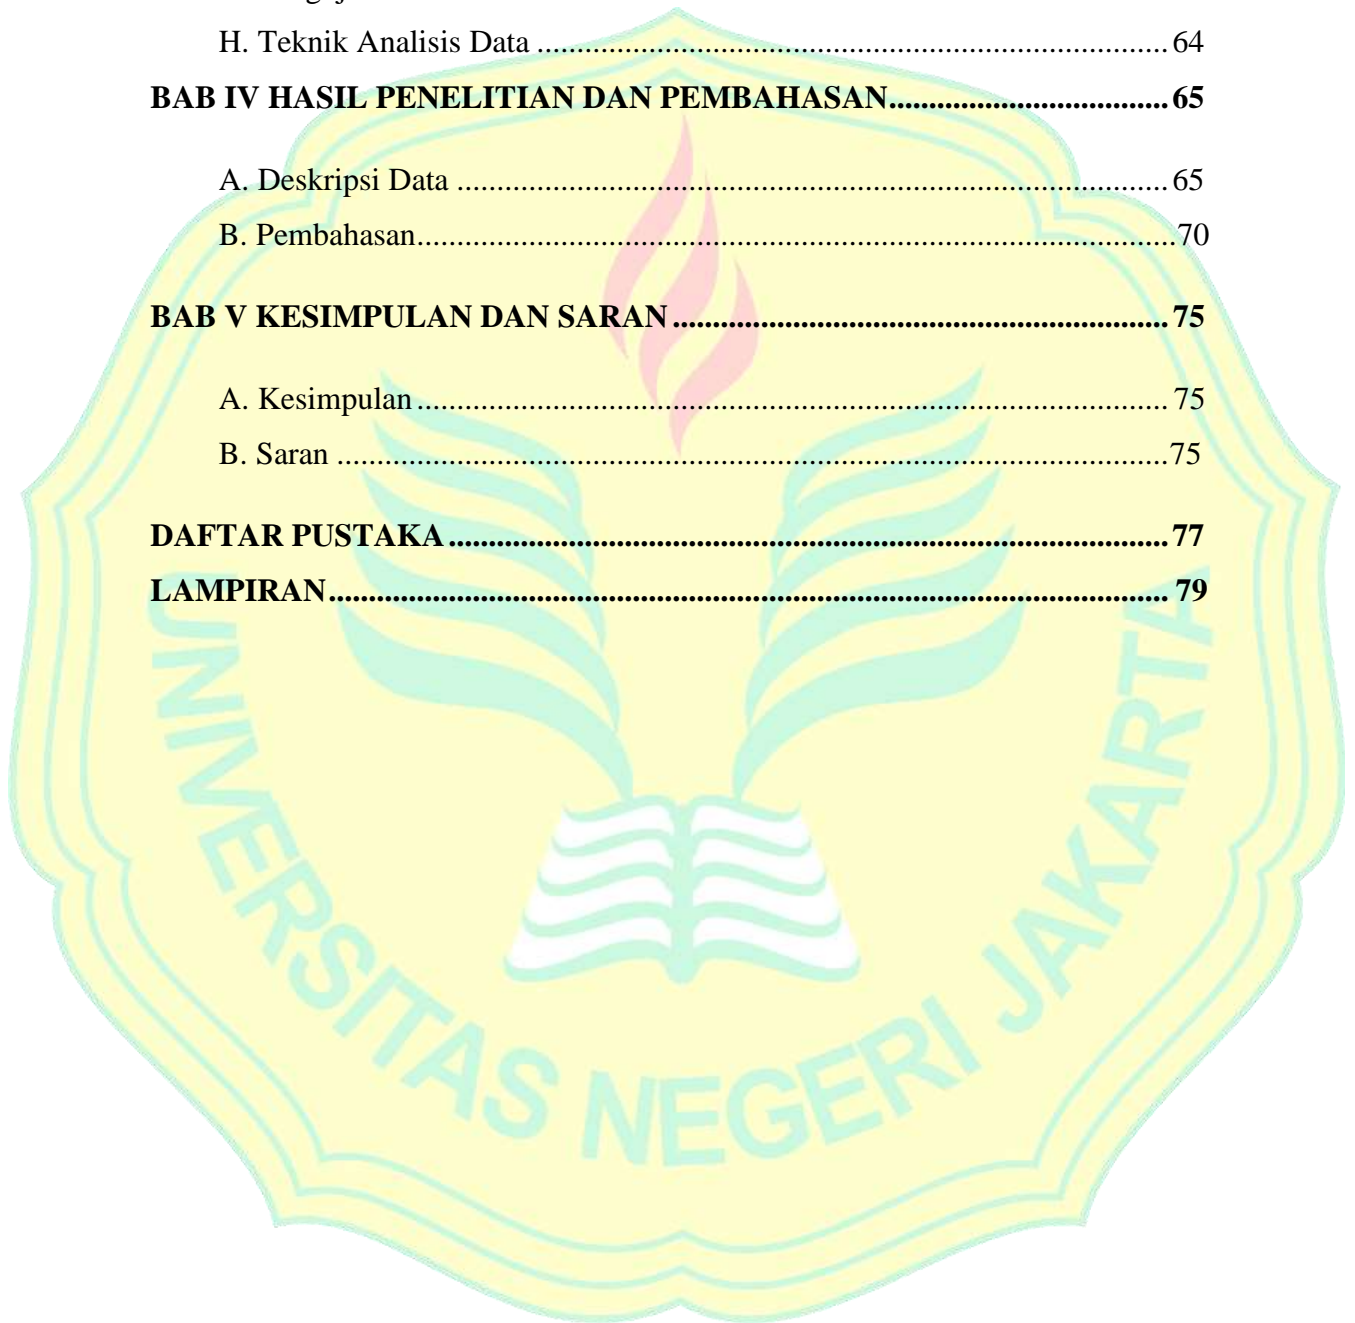 H. Teknik Analisis Data ................................................................................ 64
BAB IV HASIL PENELITIAN DAN PEMBAHASAN................................... 65
A. Deskripsi Data .......................................................................................... 65
B. Pembahasan................................................................................................70
BAB V KESIMPULAN DAN SARAN .............................................................. 75
A. Kesimpulan ............................................................................................... 75
B. Saran .........................................................................................................75
DAFTAR PUSTAKA .......................................................................................... 77
LAMPIRAN......................................................................................................... 79
UNIVERSITAS NEGERI JAKARTA